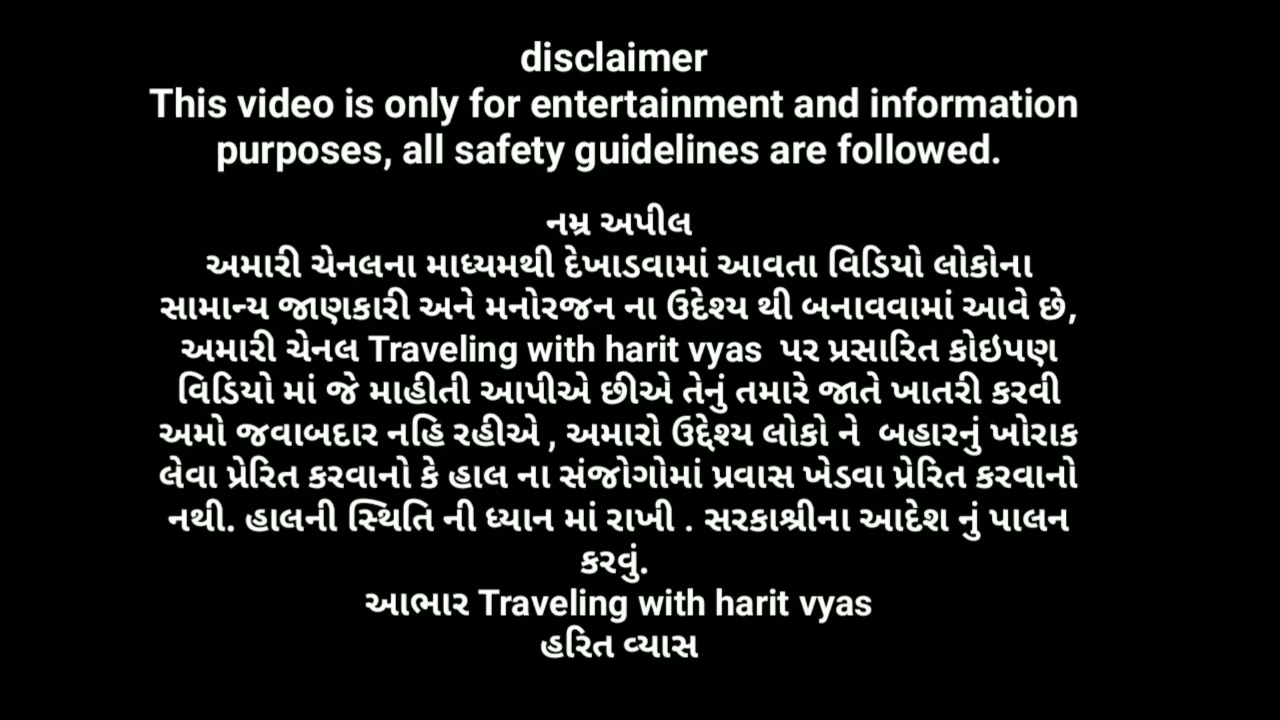 disclaimer
This video is only for entertainment and information
purposes, all safety guidelines are followed.
નમ્ર અપીલ
અમારી ચેનલના માધ્યમથી દેખાડવામાં આવતા વિડિયો લોકોના
સામાન્ય જાણકારી અને મનોરજન ના ઉદેશ્ય થી બનાવવામાં આવે છે,
અમારી ચેનલ Traveling with harit vyas પર પ્રસારિત કોઇપણ
વિડિયો માં જે માહીતી આપીએ છીએ તેનું તમારે જાતે ખાતરી કરવી
અમો જવાબદાર નહિ રહીએ , અમારો ઉદ્દેશ્ય લોકો ને બહારનું ખોરાક
લેવા પ્રેરિત કરવાનો કે હાલ ના સંજોગોમાં પ્રવાસ ખેડવા પ્રેરિત કરવાનો
નથી. હાલની સ્થિતિ ની ધ્યાન માં રાખી . સરકાશ્રીના આદેશ નું પાલન
કરવું.
આભાર Traveling with harit vyas
હરિત વ્યાસ